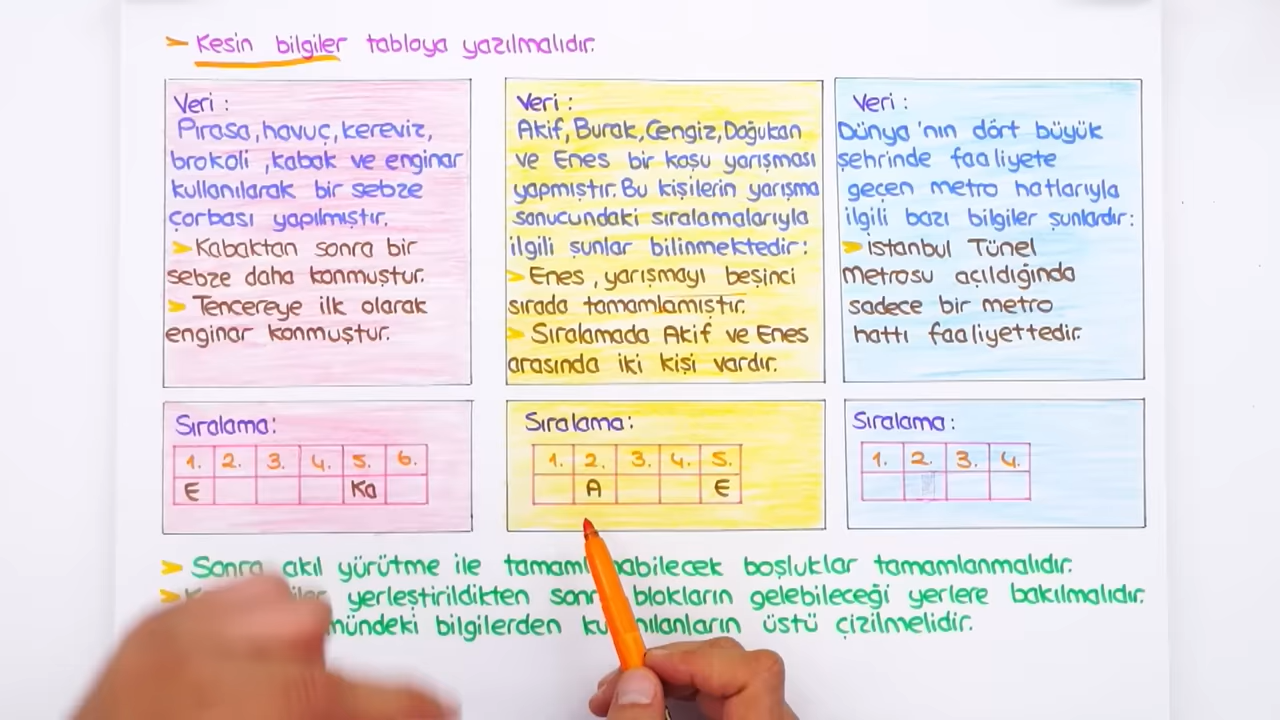 ➤ Kesin bilgiler tabloya yazılmalıdır.
Veri :
Pırasa, havuç, kereviz,
brokoli , kabak ve enginar
kullanılarak bir sebze
çorbası yapılmıştır.
➤ Kabaktan sonra bir
sebze daha konmuştur.
➤ Tencereye ilk olarak
enginar konmuştur.
Veri :
Akif, Burak, Cengiz, Doğukan
ve Enes bir koşu yarışması
yapmıştır. Bu kişilerin yarışma
sonucundaki sıralamalarıyla
ilgili şunlar bilinmektedir :
➤ Enes , yarışmayı beşinci
sırada tamamlamıştır.
➤ Sıralamada Akif ve Enes
arasında iki kişi vardır.
Veri :
Dünya'nın dört büyük
şehrinde faaliyete
geçen metro hatlarıyla
ilgili bazı bilgiler şunlardır :
➤ İstanbul Tünel
metrosu açıldığında
sadece bir metro
hattı faaliyettedir.
Sıralama :
1. 2. 3. 4. 5. 6.
E Ka
Sıralama :
1. 2. 3. 4. 5.
A E
Sıralama :
1. 2. 3. 4.
➤ Sonra akıl yürütme ile boşluklar tamamlanmalıdır.
➤ yerleştirildikten blokların gelebileceği yerlere bakılmalıdır.
bilgilerden üstü çizilmelidir.